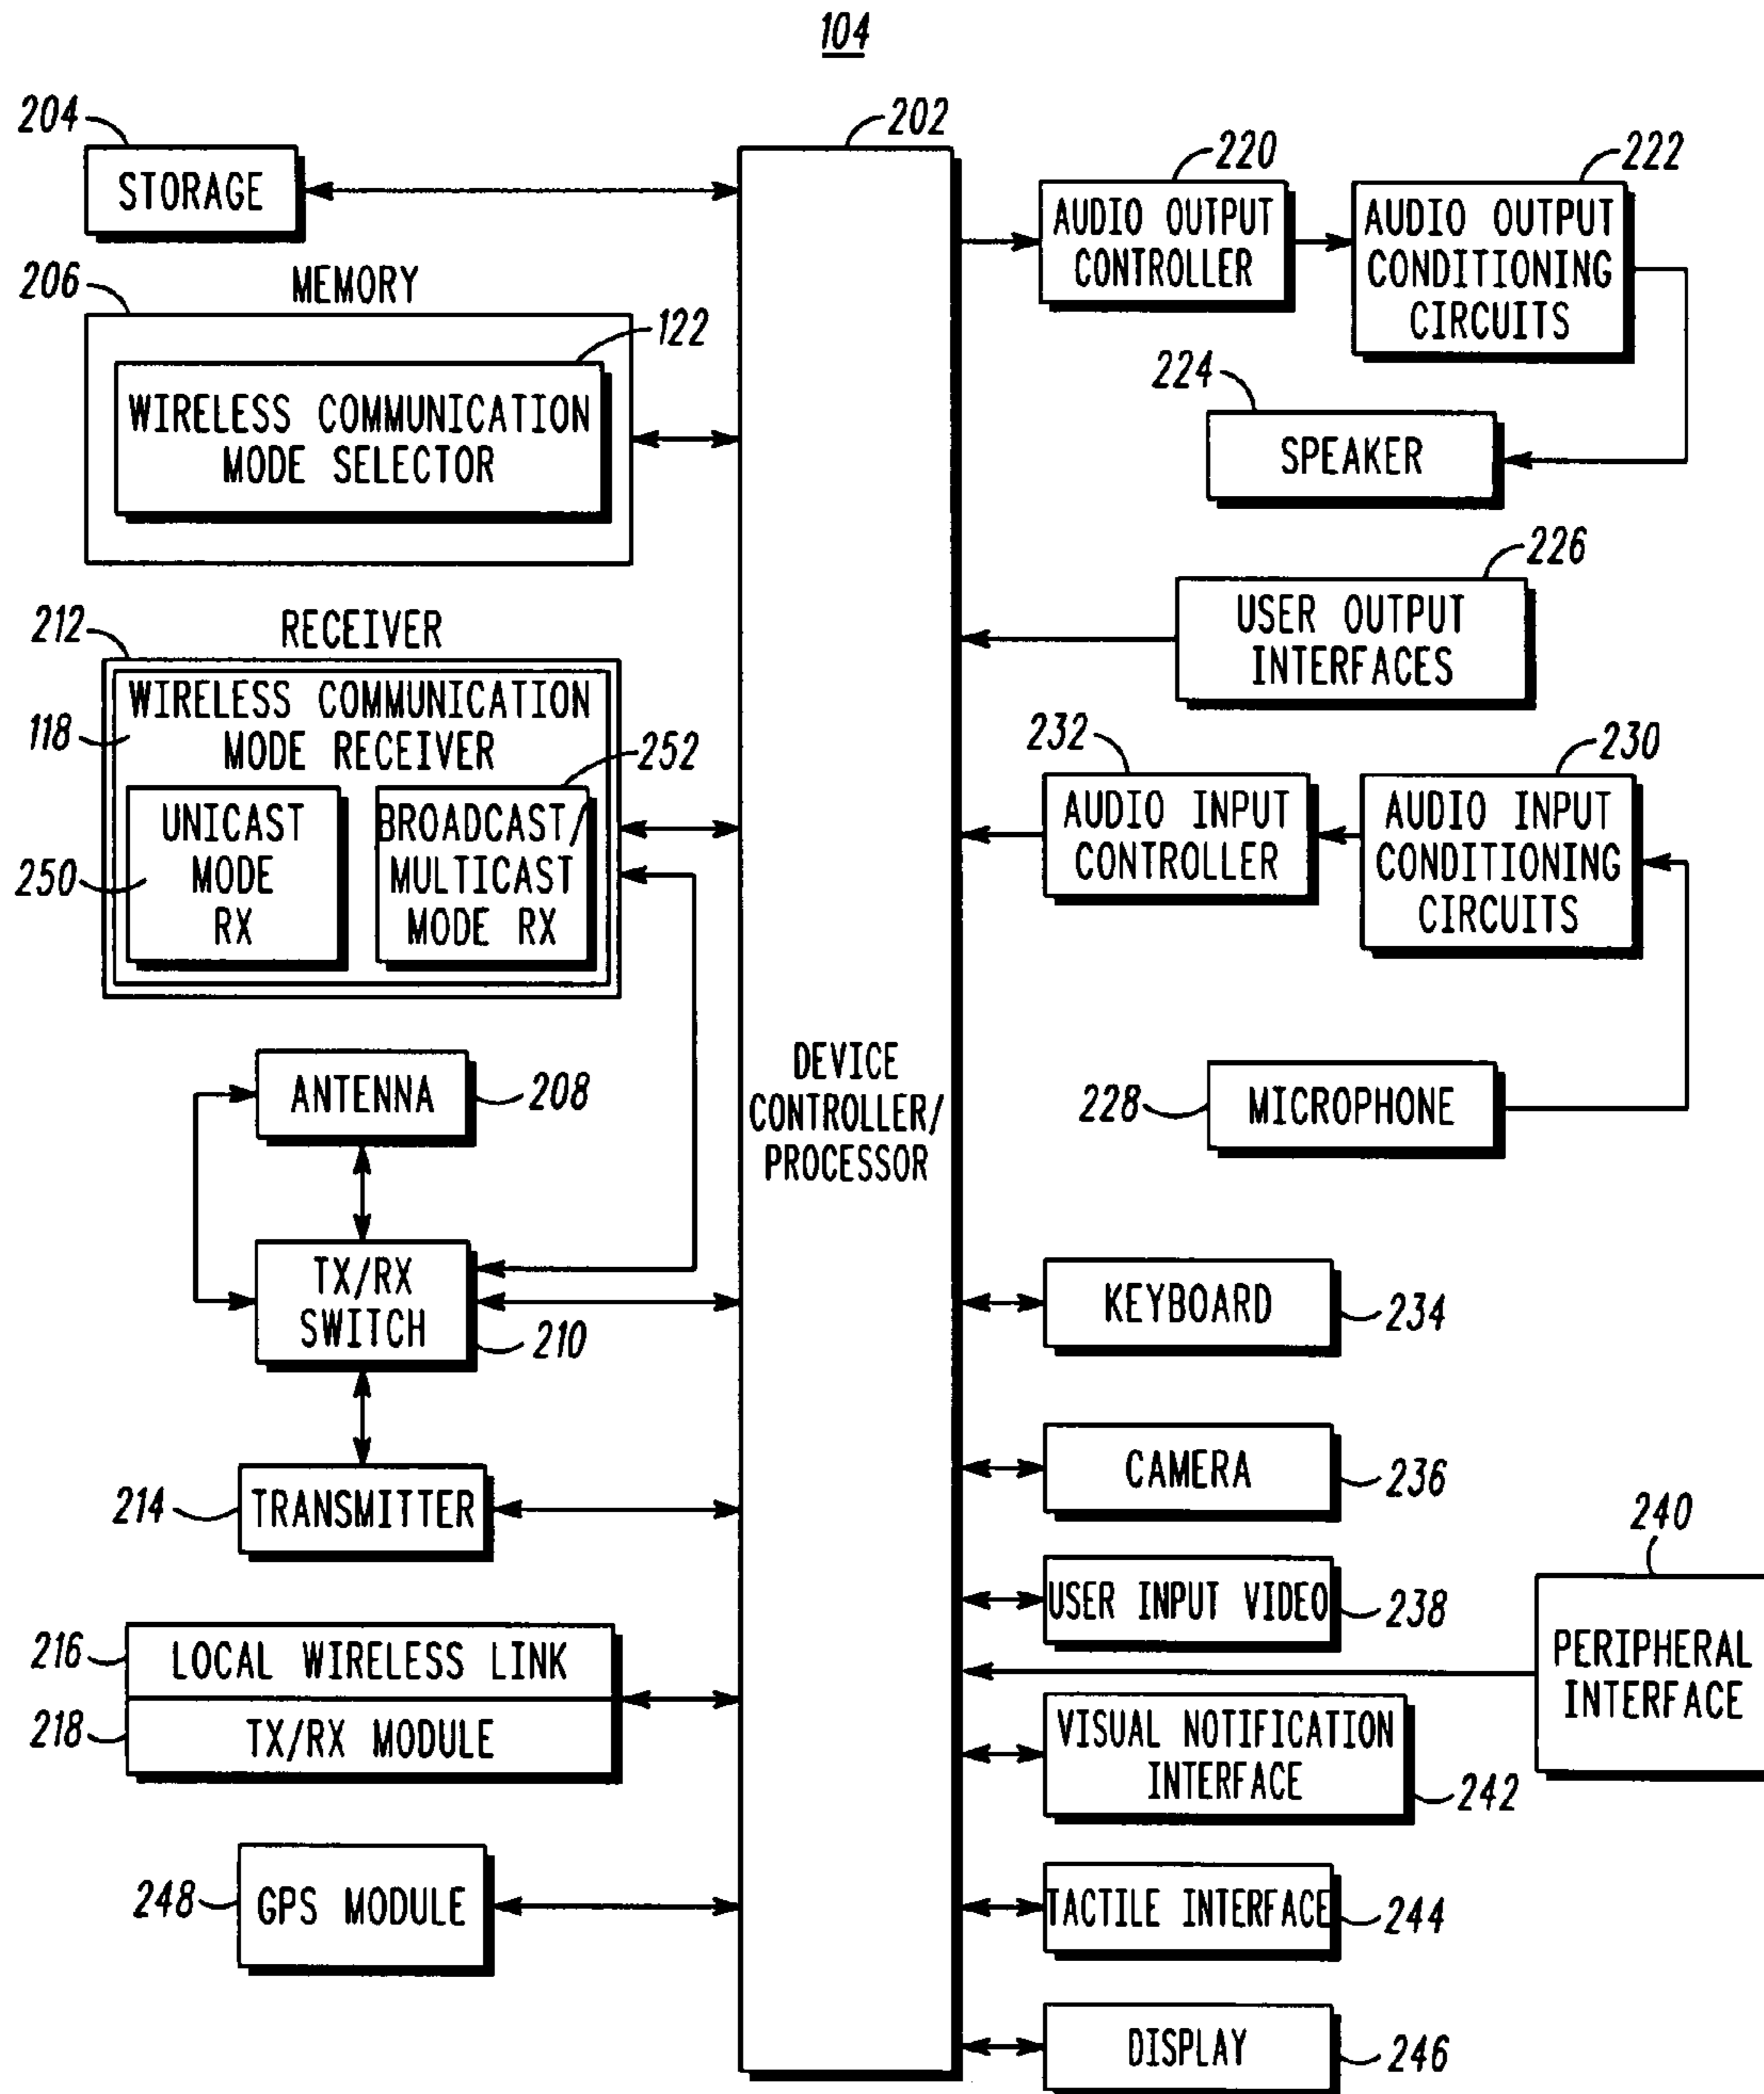 104
204
STORAGE
206
MEMORY
122
WIRELESS COMMUNICATION
MODE SELECTOR
212
RECEIVER
118
WIRELESS COMMUNICATION
MODE RECEIVER
252
250
UNICAST
MODE
RX
BROADCAST/
MULTICAST
MODE RX
ANTENNA
208
TX/RX
SWITCH
210
214
TRANSMITTER
216
LOCAL WIRELESS LINK
218
TX/RX MODULE
248
GPS MODULE
202
DEVICE
CONTROLLER/
PROCESSOR
220
AUDIO OUTPUT
CONTROLLER
222
AUDIO OUTPUT
CONDITIONING
CIRCUITS
224
SPEAKER
226
USER OUTPUT
INTERFACES
232
AUDIO INPUT
CONTROLLER
230
AUDIO INPUT
CONDITIONING
CIRCUITS
228
MICROPHONE
KEYBOARD
234
CAMERA
236
USER INPUT VIDEO
238
240
PERIPHERAL
INTERFACE
VISUAL NOTIFICATION
INTERFACE
242
TACTILE INTERFACE
244
DISPLAY
246